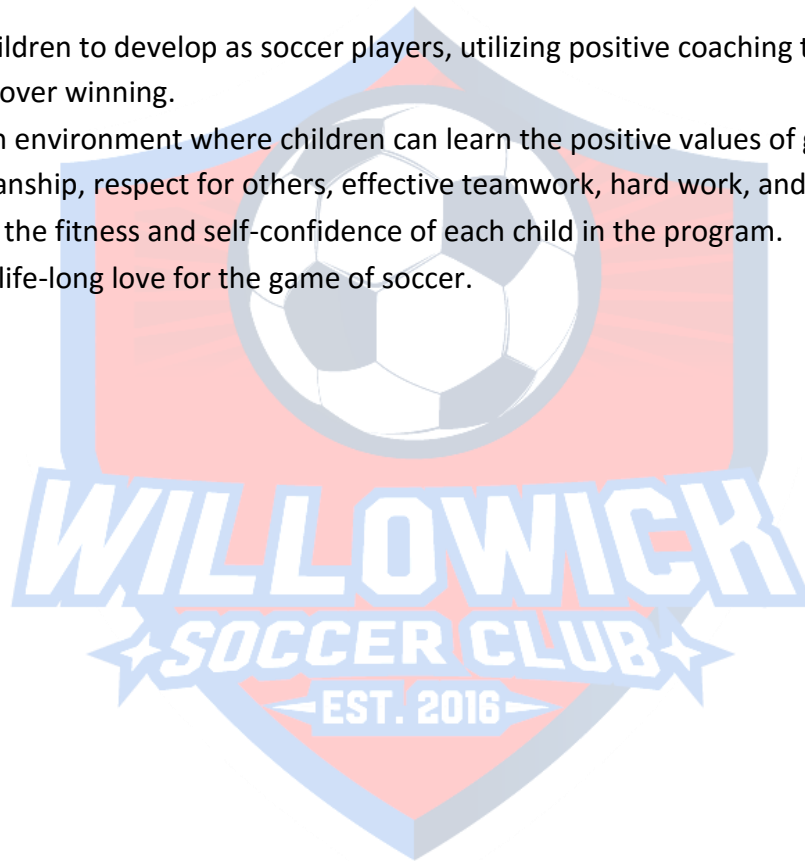 ildren to develop as soccer players, utilizing positive coaching
over winning.
environment where children can learn the positive values of
anship, respect for others, effective teamwork, hard work, and
the fitness and self-confidence of each child in the program.
life-long love for the game of soccer.
WILLOWICK
SOCCER CLUB
EST. 2016